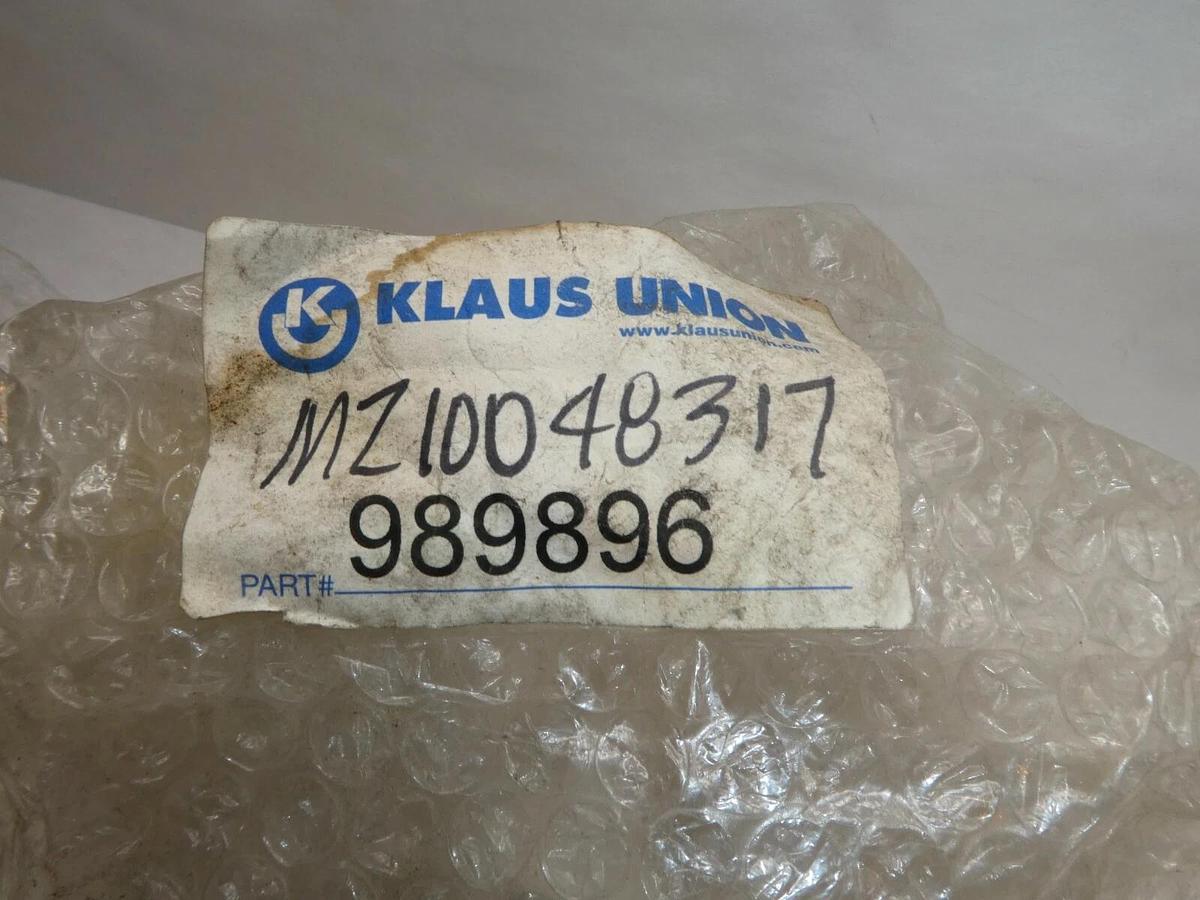 K KLAUS UNION
www.klausunion.com
MZ10048317
989896
PART#